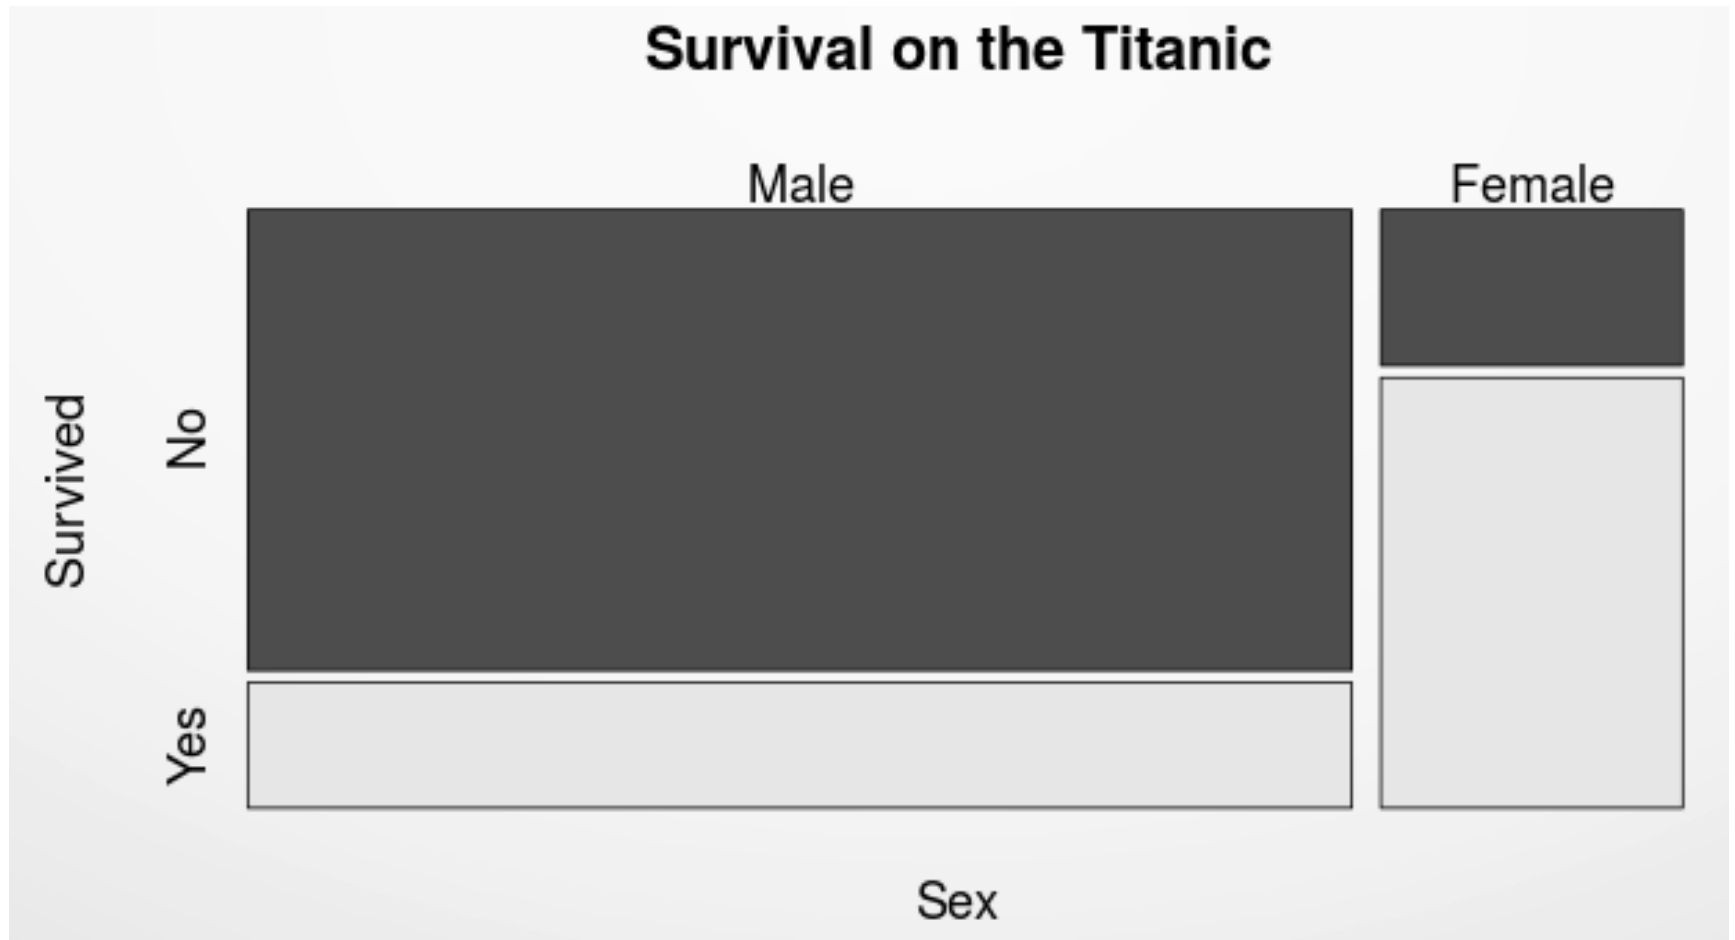 Survival on the Titanic
Male Female
Survived
No
Yes
Sex